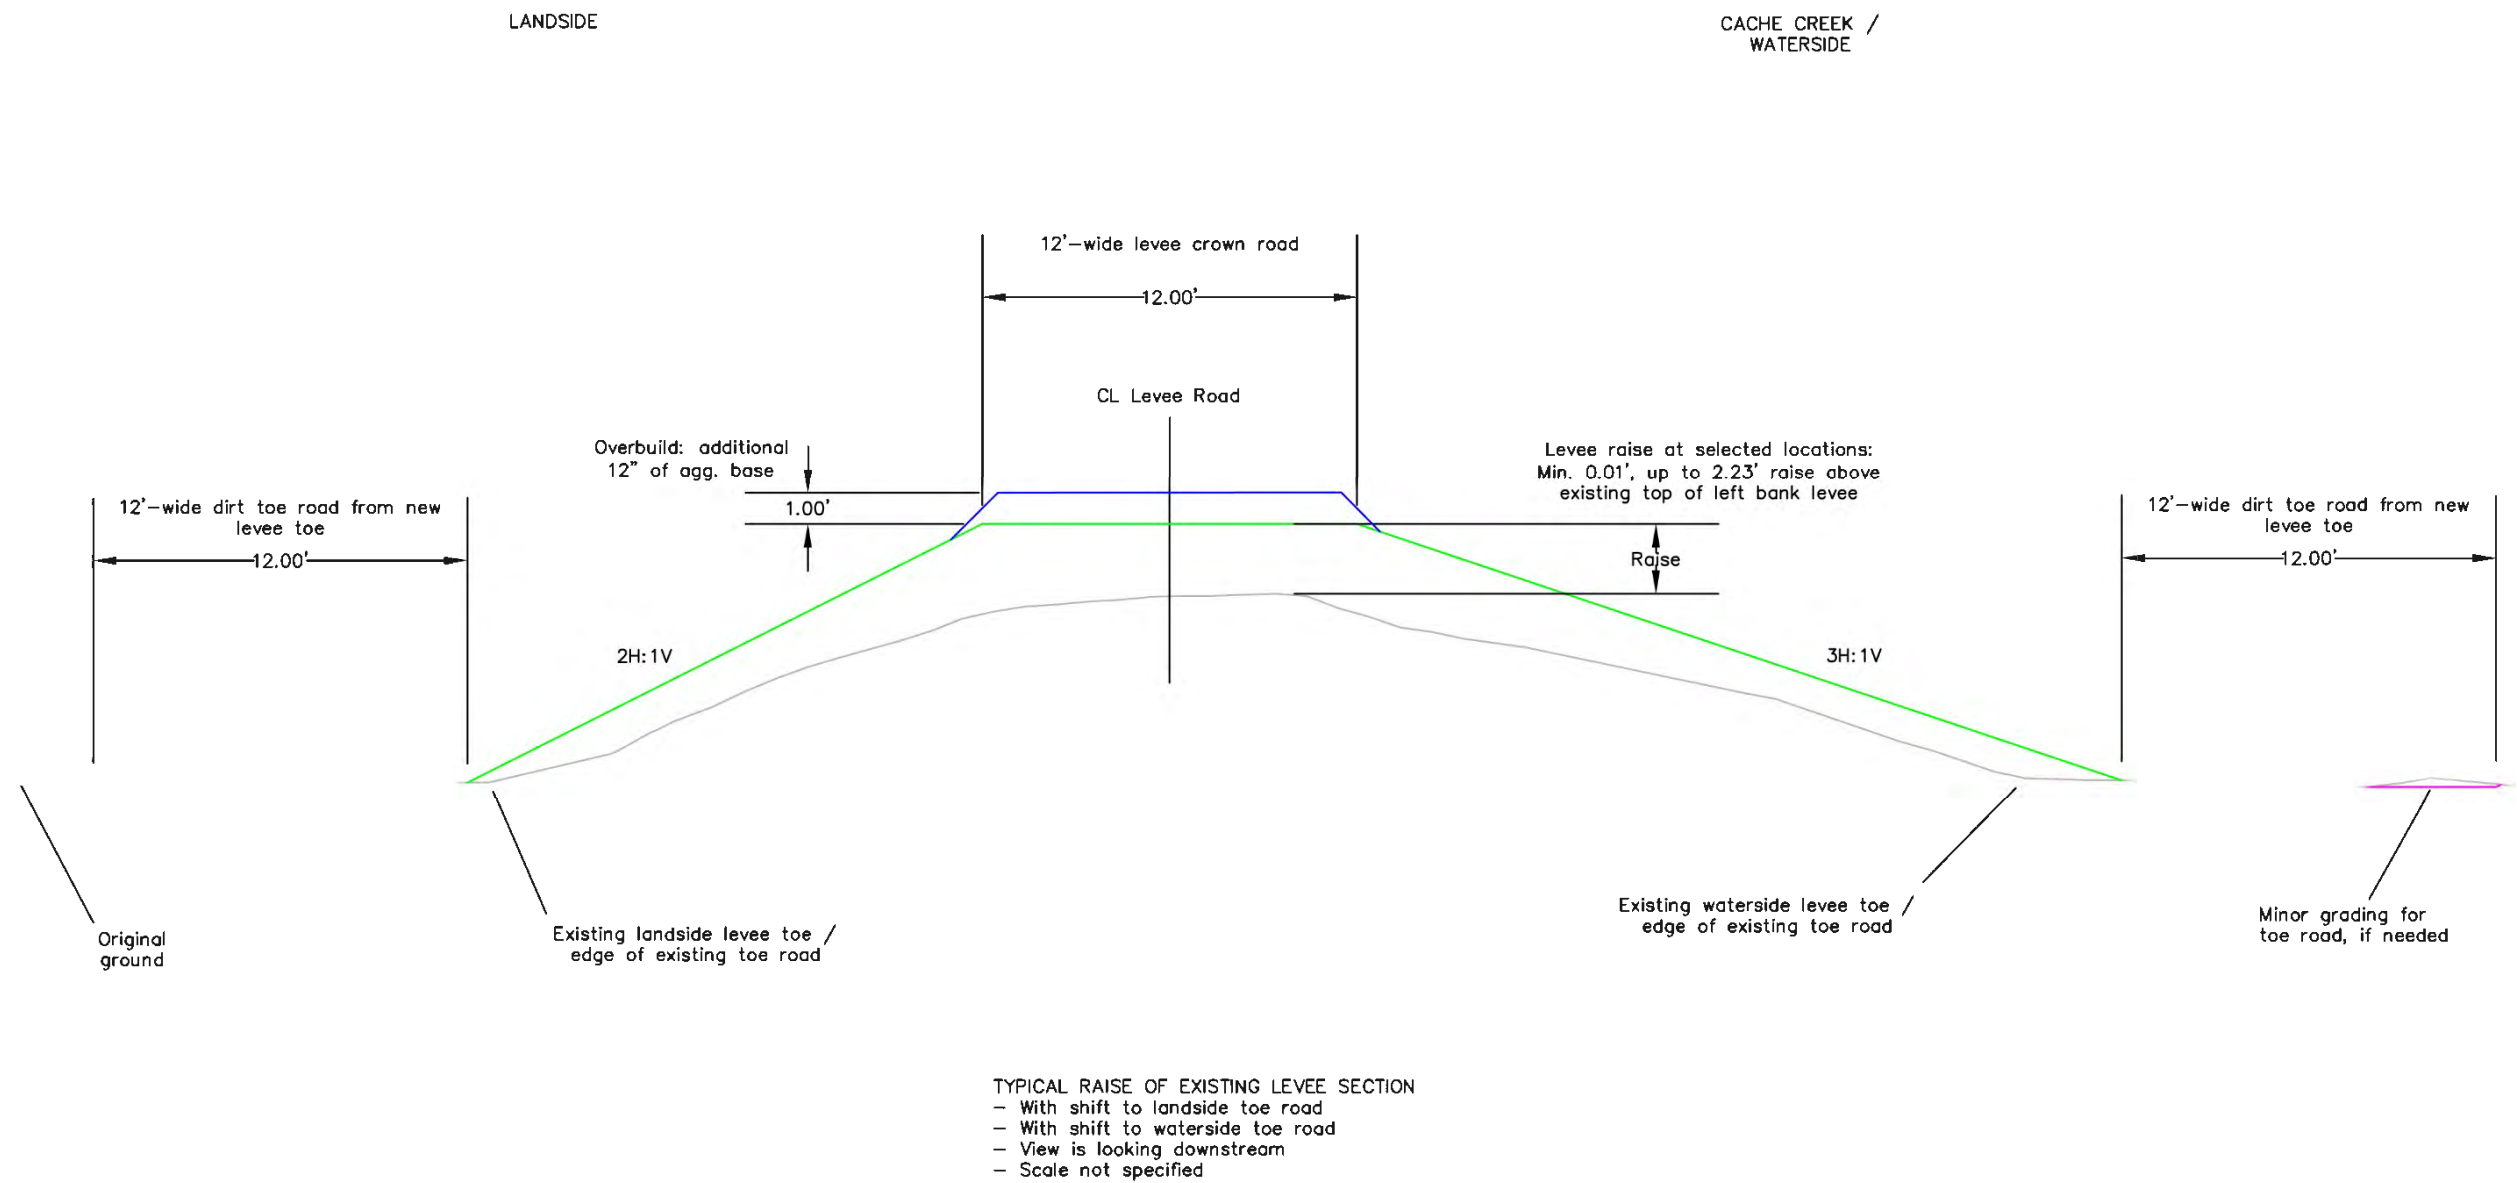 LANDSIDE
CACHE CREEK /
WATERSIDE
12'-wide levee crown road
12.00'
CL Levee Road
Overbuild: additional
12" of agg. base
1.00'
Levee raise at selected locations:
Min. 0.01', up to 2.23' raise above
existing top of left bank levee
Raise
12'-wide dirt toe road from new
levee toe
12.00'
12'-wide dirt toe road from new
levee toe
12.00'
2H:1V
3H:1V
Original
ground
Existing landside levee toe /
edge of existing toe road
Existing waterside levee toe /
edge of existing toe road
Minor grading for
toe road, if needed
TYPICAL RAISE OF EXISTING LEVEE SECTION
- With shift to landside toe road
- With shift to waterside toe road
- View is looking downstream
- Scale not specified